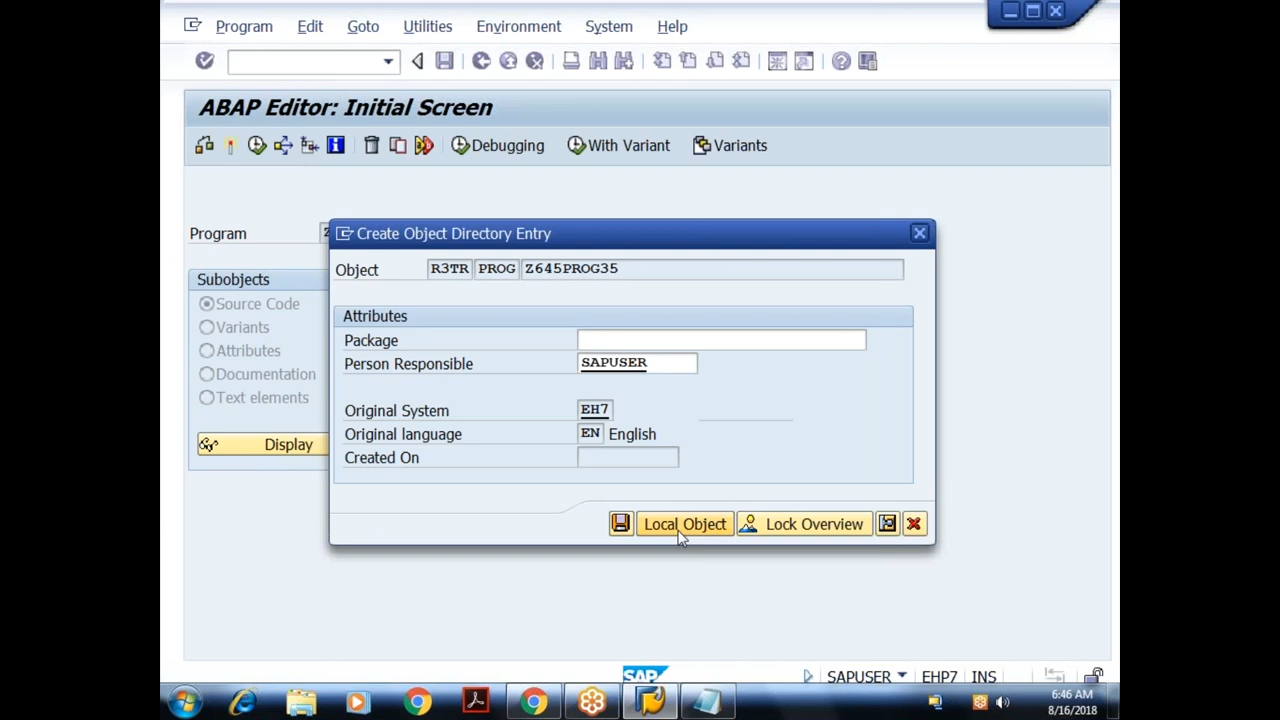 Program Edit Goto Utilities Environment System Help
ABAP Editor: Initial Screen
Debugging With Variant Variants
Program
Create Object Directory Entry
Object R3TR PROG Z645PROG35
Subobjects
Source Code
Variants
Attributes
Documentation
Text elements
Display
Attributes
Package
Person Responsible SAPUSER
Original System EH7
Original language EN English
Created On
Local Object Lock Overview
SAP SAPUSER EHP7 INS
6:46 AM
8/16/2018